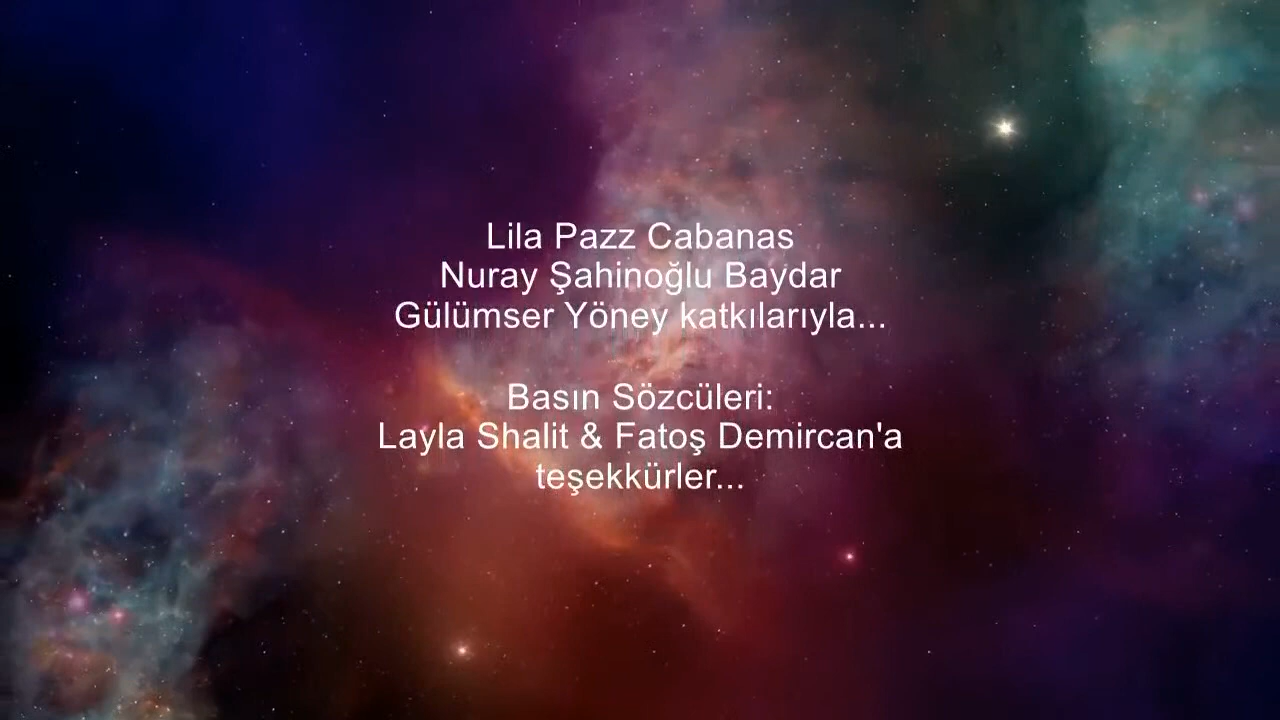 Lila Pazz Cabanas
Nuray Şahinoğlu Baydar
Gülümser Yöney katkılarıyla...
Basın Sözcüleri:
Layla Shalit & Fatoş Demircan'a
teşekkürler...